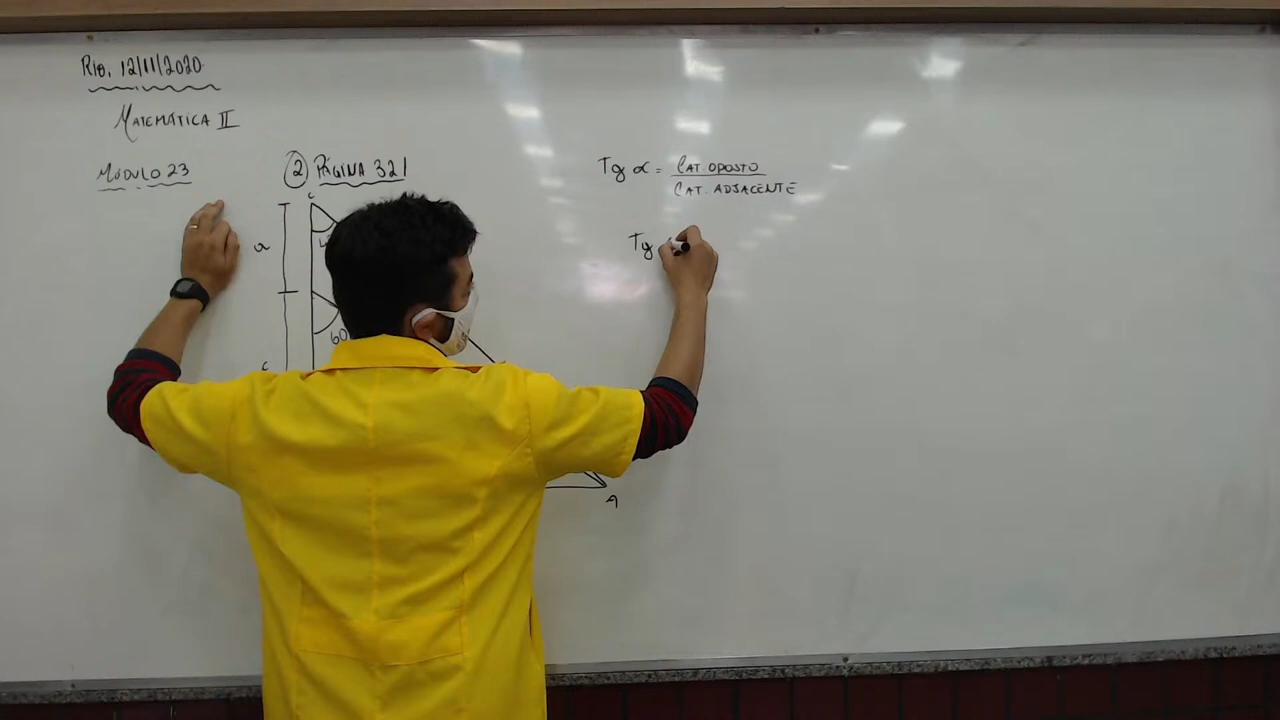 Rio, 12/11/2020
MATEMÁTICA II
MÓDULO 23
2 PÁGINA 321
Tg α = CAT. OPOSTO
CAT. ADJACENTE
a
Tg
60
c
A